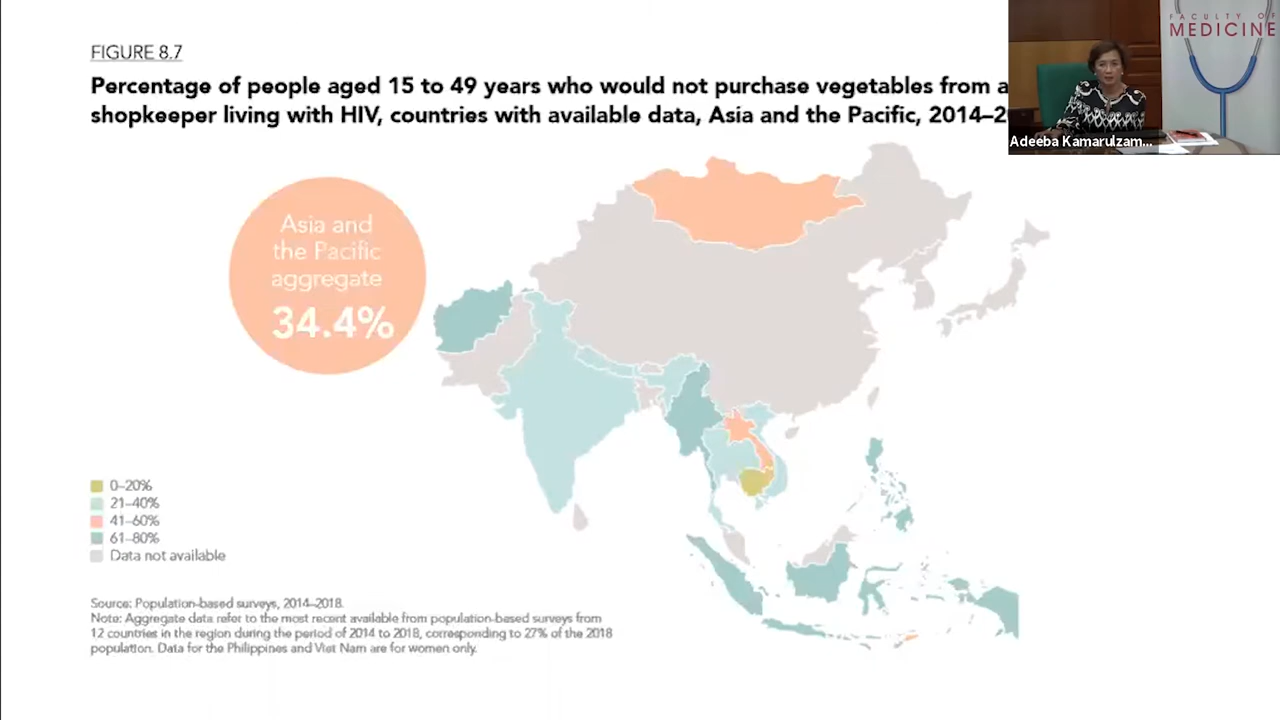 FIGURE 8.7
Percentage of people aged 15 to 49 years who would not purchase vegetables from a
shopkeeper living with HIV, countries with available data, Asia and the Pacific, 2014–2
FACULTY OF
MEDICINE
Adeeba Kamarulzam...
Asia and
the Pacific
aggregate
34.4%
0–20%
21–40%
41–60%
61–80%
Data not available
Source: Population-based surveys, 2014–2018.
Note: Aggregate data refer to the most recent available from population-based surveys from
12 countries in the region during the period of 2014 to 2018, corresponding to 27% of the 2018
population. Data for the Philippines and Viet Nam are for women only.